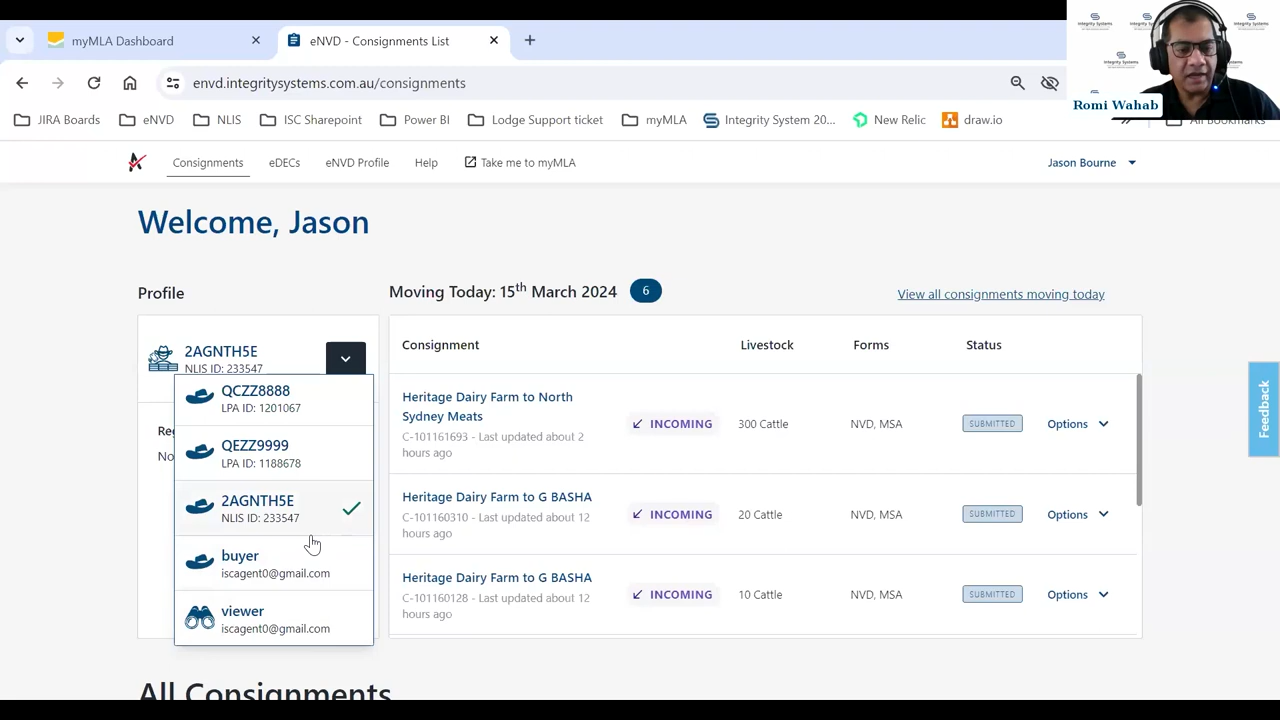 myMLA Dashboard
eNVD - Consignments List
Integrity Systems
envd.integritysystems.com.au/consignments
Romi Wahab
JIRA Boards
eNVD
NLIS
ISC Sharepoint
Power BI
Lodge Support ticket
myMLA
Integrity System 20...
New Relic
draw.io
All Bookmarks
Consignments
eDECs
eNVD Profile
Help
Take me to myMLA
Jason Bourne
Welcome, Jason
Profile
Moving Today: 15th March 2024
6
View all consignments moving today
2AGNTH5E
NLIS ID: 233547
Consignment
Livestock
Forms
Status
QCZZ8888
LPA ID: 1201067
QEZZ9999
LPA ID: 1188678
2AGNTH5E
NLIS ID: 233547
buyer
iscagent0@gmail.com
viewer
iscagent0@gmail.com
Heritage Dairy Farm to North
Sydney Meats
C-101161693 - Last updated about 2
hours ago
INCOMING
300 Cattle
NVD, MSA
SUBMITTED
Options
Heritage Dairy Farm to G BASHA
C-101160310 - Last updated about 12
hours ago
INCOMING
20 Cattle
NVD, MSA
SUBMITTED
Options
Heritage Dairy Farm to G BASHA
C-101160128 - Last updated about 12
hours ago
INCOMING
10 Cattle
NVD, MSA
SUBMITTED
Options
Feedback
All Consignments